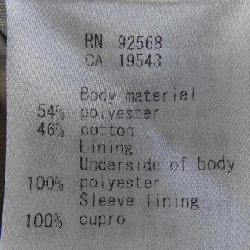 RN 92568
CA 19543
Body material
54% polyester
46% cotton
Lining
Underside of body
100% polyester
Sleeve lining
100% cupro